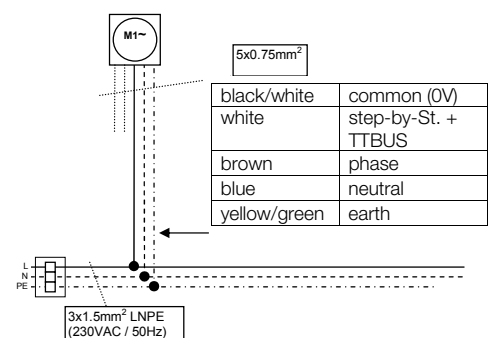 M1~
5x0.75mm²
black/white common (0V)
white step-by-St. +
TTBUS
brown phase
blue neutral
yellow/green earth
L
N
PE
3x1.5mm² LNPE
(230VAC / 50Hz)